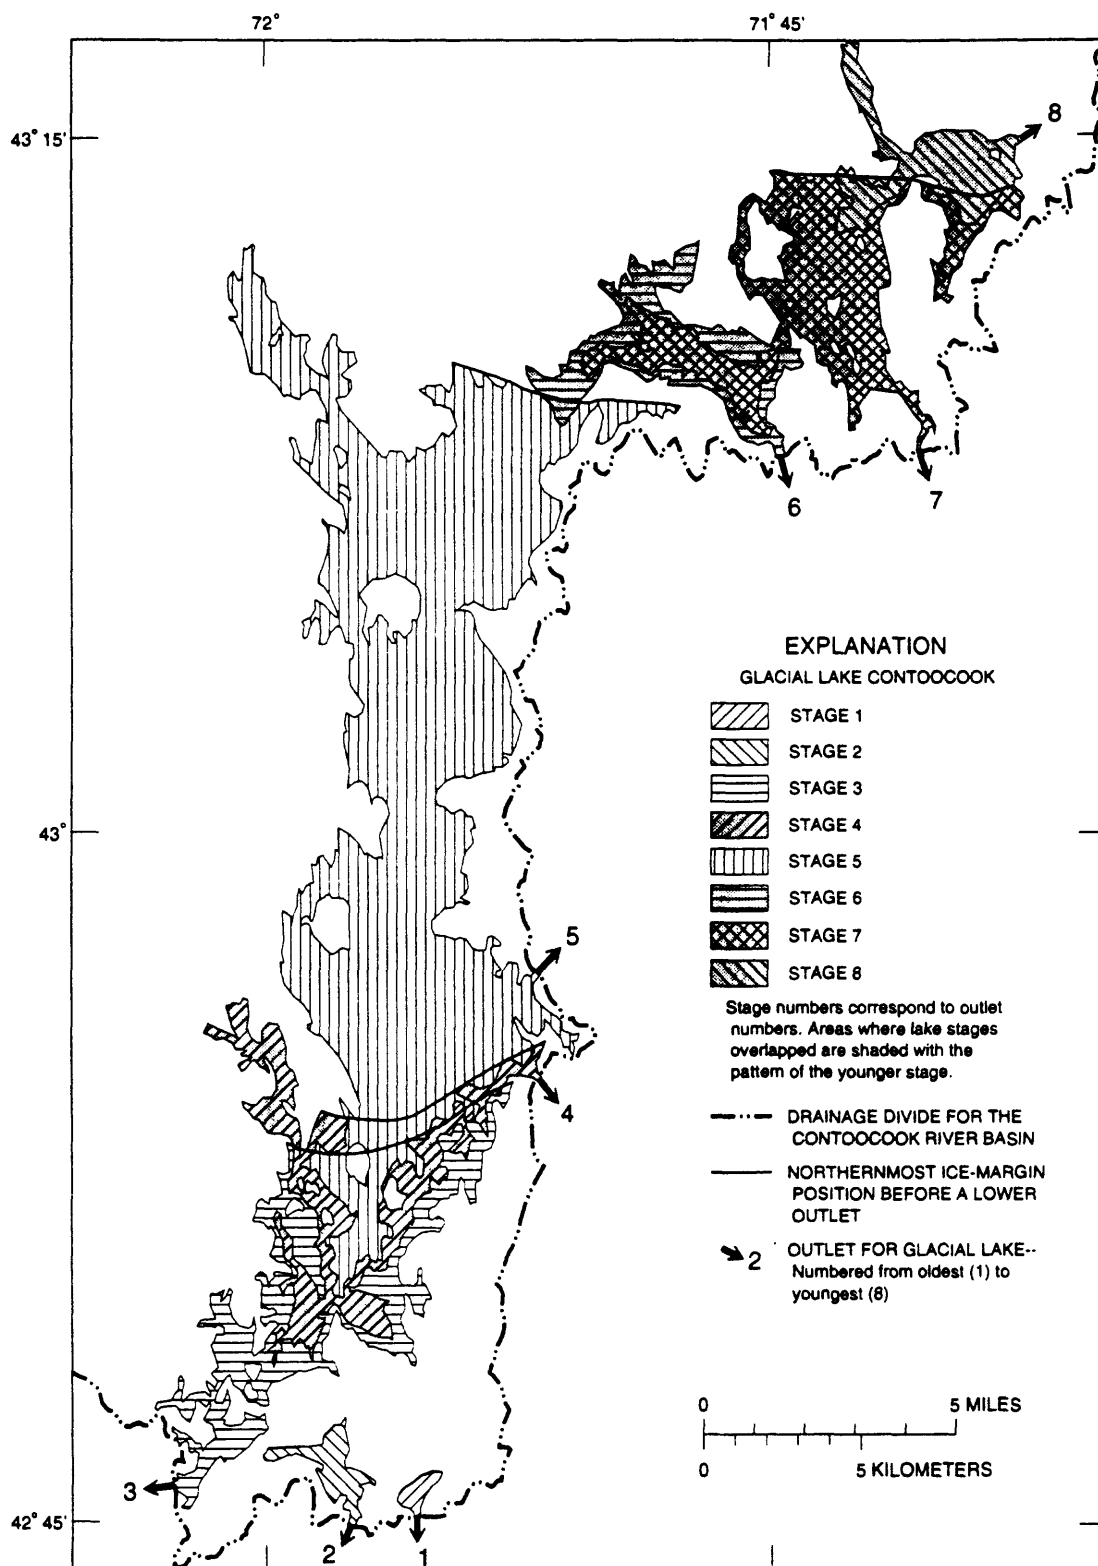 72°
71° 45'
43° 15'
8
6
7
EXPLANATION
GLACIAL LAKE CONTOOCOOK
STAGE 1
STAGE 2
STAGE 3
43°
STAGE 4
STAGE 5
STAGE 6
STAGE 7
STAGE 8
5
Stage numbers correspond to outlet
numbers. Areas where lake stages
overlapped are shaded with the
pattern of the younger stage.
4
DRAINAGE DIVIDE FOR THE
CONTOOCOOK RIVER BASIN
NORTHERNMOST ICE-MARGIN
POSITION BEFORE A LOWER
OUTLET
2
OUTLET FOR GLACIAL LAKE--
Numbered from oldest (1) to
youngest (8)
0 5 MILES
0 5 KILOMETERS
3
42° 45'
2
1